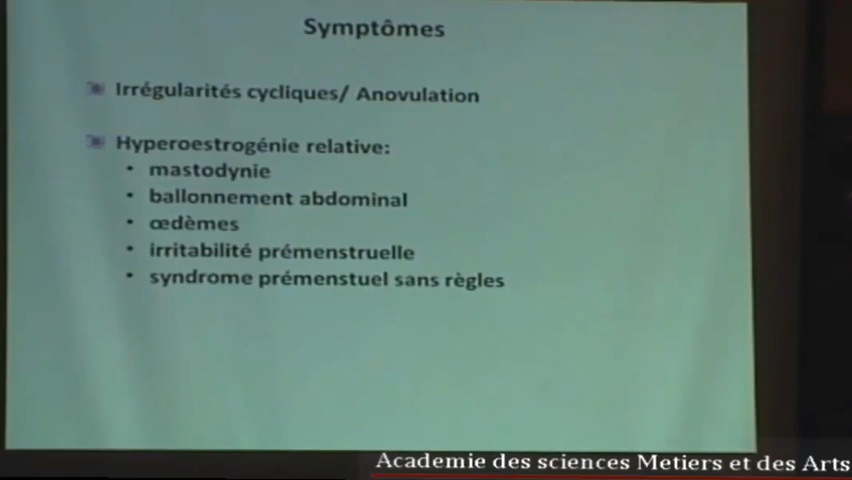 Symptômes
Irrégularités cycliques/ Anovulation
Hyperoestrogénie relative:
• mastodynie
• ballonnement abdominal
• œdèmes
• irritabilité prémenstruelle
• syndrome prémenstuel sans règles
Academie des sciences Metiers et des Arts